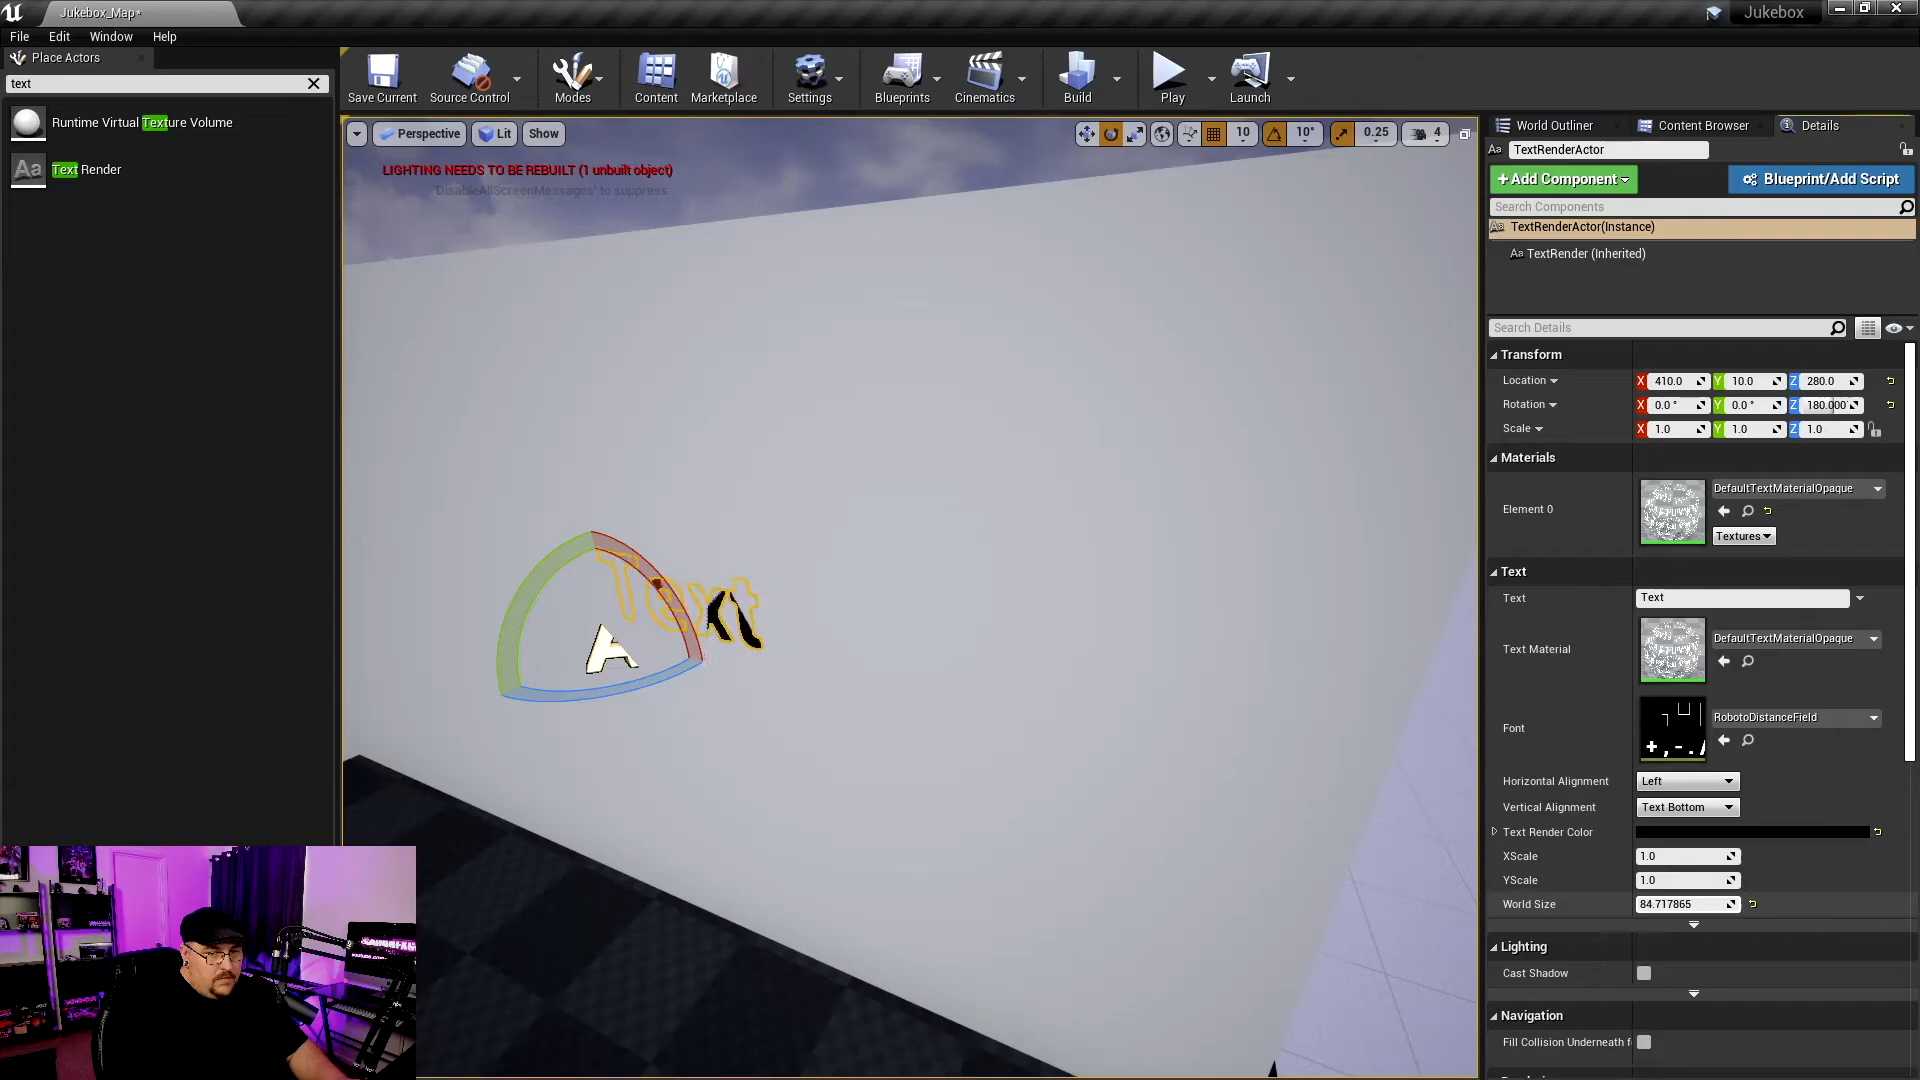 Jukebox_Map*
Jukebox
File Edit Window Help
Place Actors
text
Runtime Virtual Texture Volume
Aa Text Render
Save Current
Source Control
Modes
Content
Marketplace
Settings
Blueprints
Cinematics
Build
Play
Launch
Perspective
Lit
Show
10
10°
0.25
4
LIGHTING NEEDS TO BE REBUILT (1 unbuilt object)
'DisableAllScreenMessages' to suppress
Text
World Outliner
Content Browser
Details
Aa TextRenderActor
+ Add Component
Blueprint/Add Script
Search Components
Aa TextRenderActor(Instance)
Aa TextRender (Inherited)
Search Details
Transform
Location X 410.0 Y 10.0 Z 280.0
Rotation X 0.0 ° Y 0.0 ° Z 180.000
Scale X 1.0 Y 1.0 Z 1.0
Materials
Element 0
DefaultTextMaterialOpaque
Textures
Text
Text Text
Text Material
DefaultTextMaterialOpaque
Font
RobotoDistanceField
Horizontal Alignment Left
Vertical Alignment Text Bottom
Text Render Color
XScale 1.0
YScale 1.0
World Size 84.717865
Lighting
Cast Shadow
Navigation
Fill Collision Underneath f